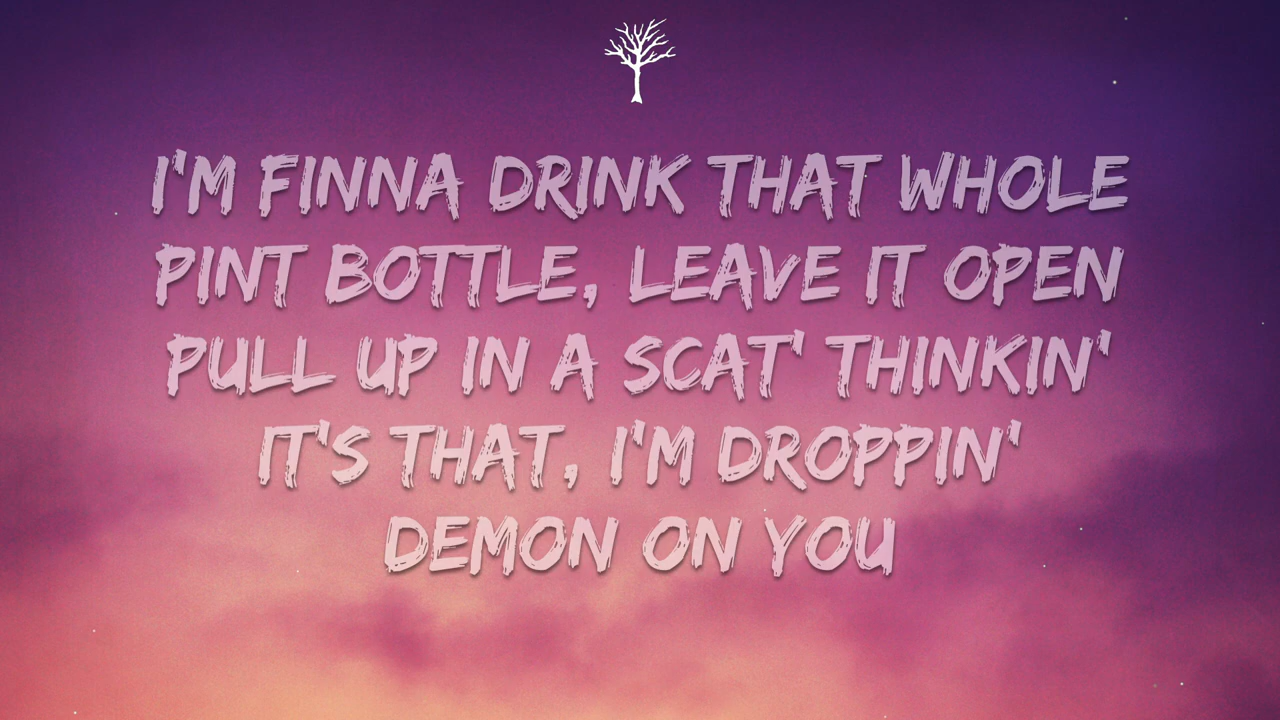 I'M FINNA DRINK THAT WHOLE
PINT BOTTLE, LEAVE IT OPEN
PULL UP IN A SCAT' THINKIN'
IT'S THAT, I'M DROPPIN'
DEMON ON YOU